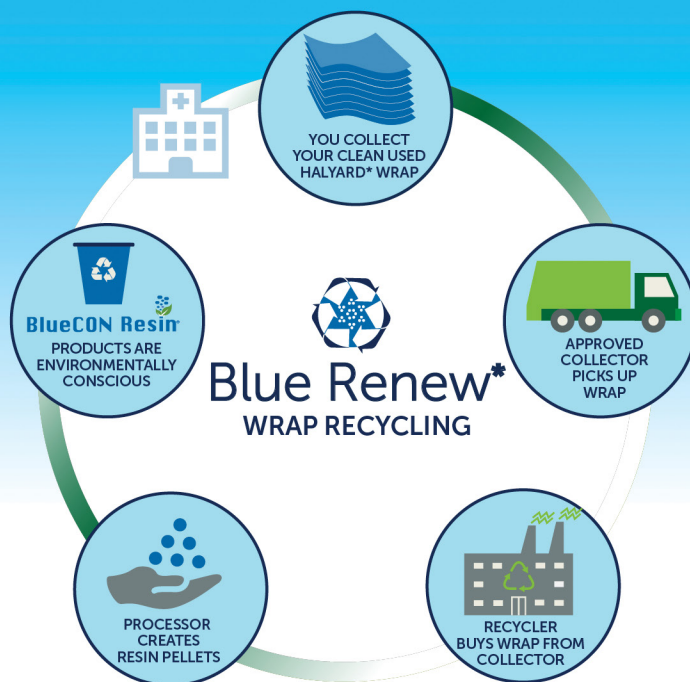 YOU COLLECT
YOUR CLEAN USED
HALYARD* WRAP
APPROVED
COLLECTOR
PICKS UP
WRAP
RECYCLER
BUYS WRAP FROM
COLLECTOR
PROCESSOR
CREATES
RESIN PELLETS
BlueCON Resin
PRODUCTS ARE
ENVIRONMENTALLY
CONSCIOUS
Blue Renew*
WRAP RECYCLING